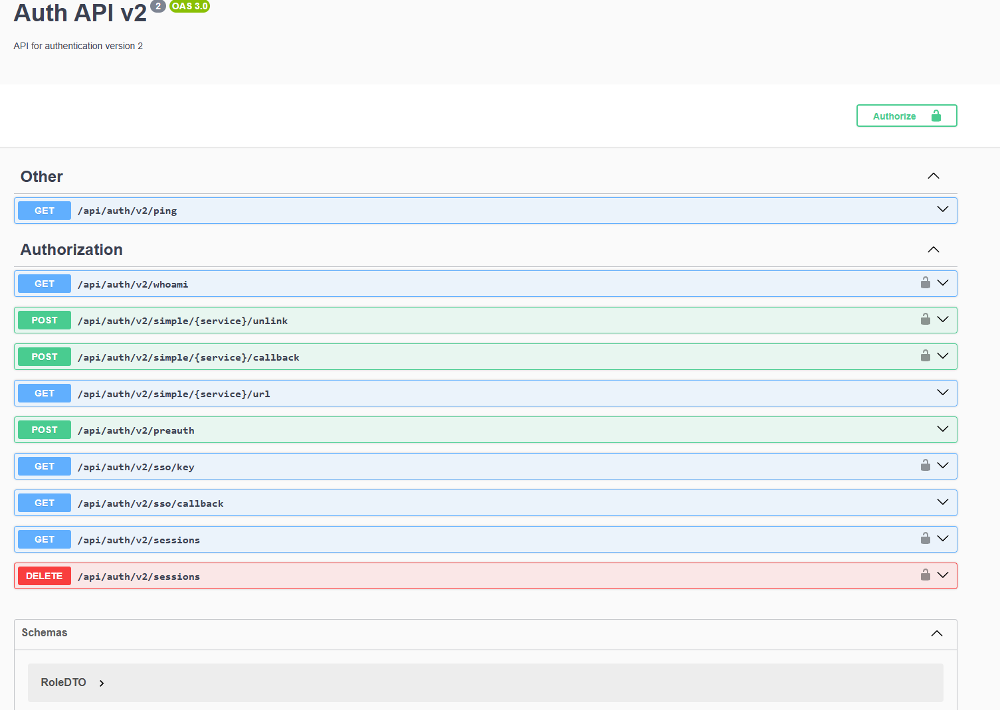 Auth API v2 2 OAS 3.0
API for authentication version 2
Authorize
Other
GET /api/auth/v2/ping
Authorization
GET /api/auth/v2/whoami
POST /api/auth/v2/simple/{service}/unlink
POST /api/auth/v2/simple/{service}/callback
GET /api/auth/v2/simple/{service}/url
POST /api/auth/v2/preauth
GET /api/auth/v2/sso/key
GET /api/auth/v2/sso/callback
GET /api/auth/v2/sessions
DELETE /api/auth/v2/sessions
Schemas
RoleDTO